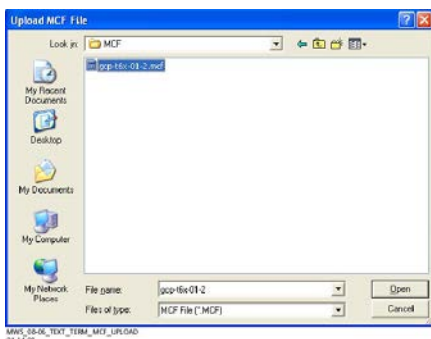 Upload MCF File
Look in: MCF
gcp-t6x-01-2.mcf
My Recent
Documents
Desktop
My Documents
My Computer
My Network
Places
File name: gcp-t6x-01-2
Open
Files of type: MCF File (*.MCF)
Cancel
MWS_08-06_TEXT_TERM_MCF_UPLOAD